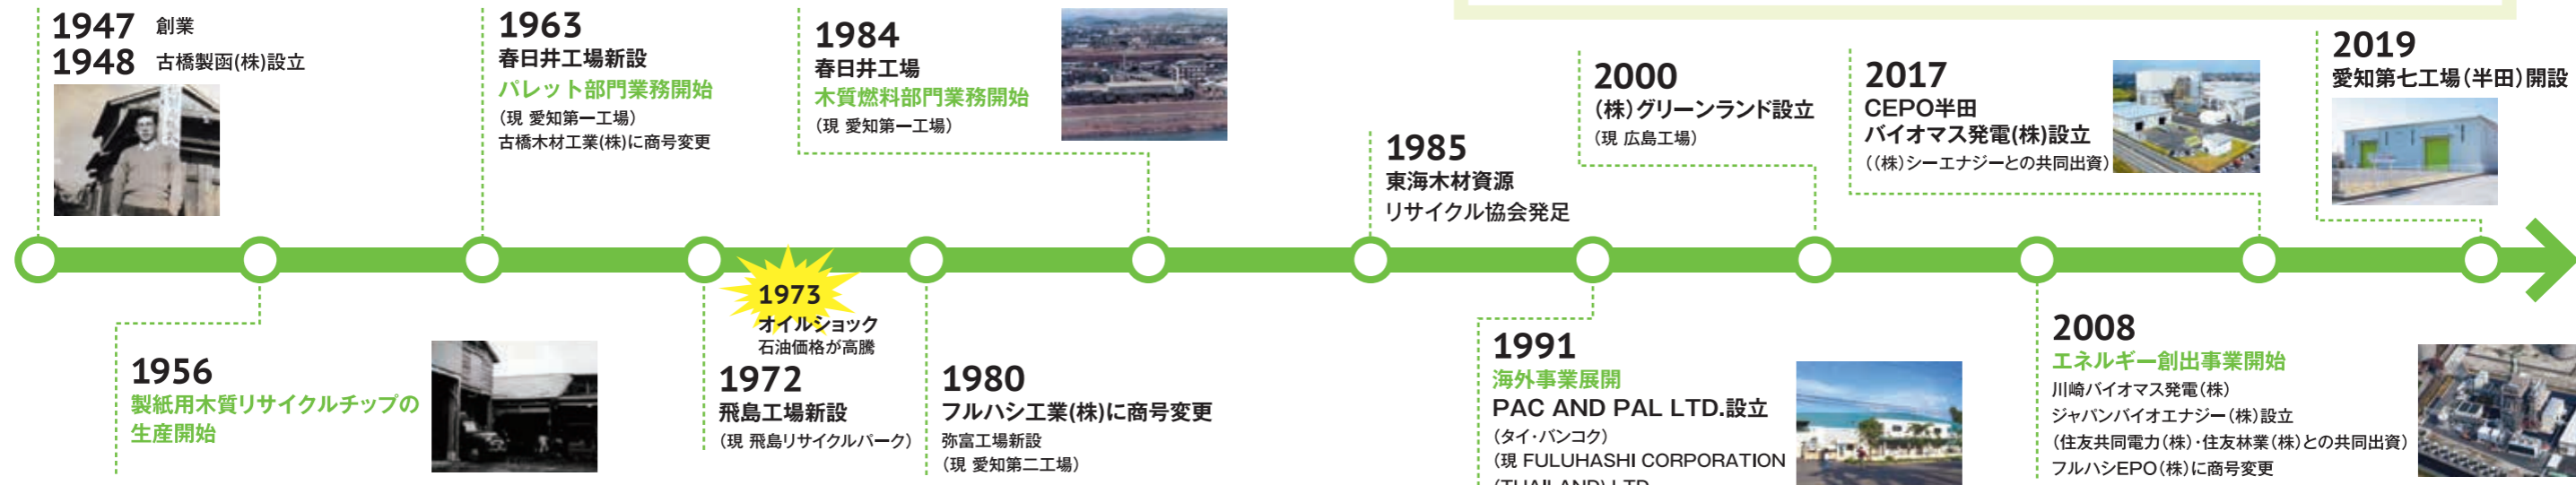 1947 創業
1948 古橋製函(株)設立
1956
製紙用木質リサイクルチップの
生産開始
1963
春日井工場新設
パレット部門業務開始
(現 愛知第一工場)
古橋木材工業(株)に商号変更
1972
飛島工場新設
(現 飛島リサイクルパーク)
1973
オイルショック
石油価格が高騰
1980
フルハシ工業(株)に商号変更
弥富工場新設
(現 愛知第二工場)
1984
春日井工場
木質燃料部門業務開始
(現 愛知第一工場)
1985
東海木材資源
リサイクル協会発足
1991
海外事業展開
PAC AND PAL LTD.設立
(タイ・バンコク)
(現 FULUHASHI CORPORATION
(THAILAND) LTD.
2000
(株)グリーンランド設立
(現 広島工場)
2008
エネルギー創出事業開始
川崎バイオマス発電(株)
ジャパンバイオエナジー(株)設立
(住友共同電力(株)・住友林業(株)との共同出資)
フルハシEPO(株)に商号変更
2017
CEPO半田
バイオマス発電(株)設立
((株)シーエナジーとの共同出資)
2019
愛知第七工場(半田)開設